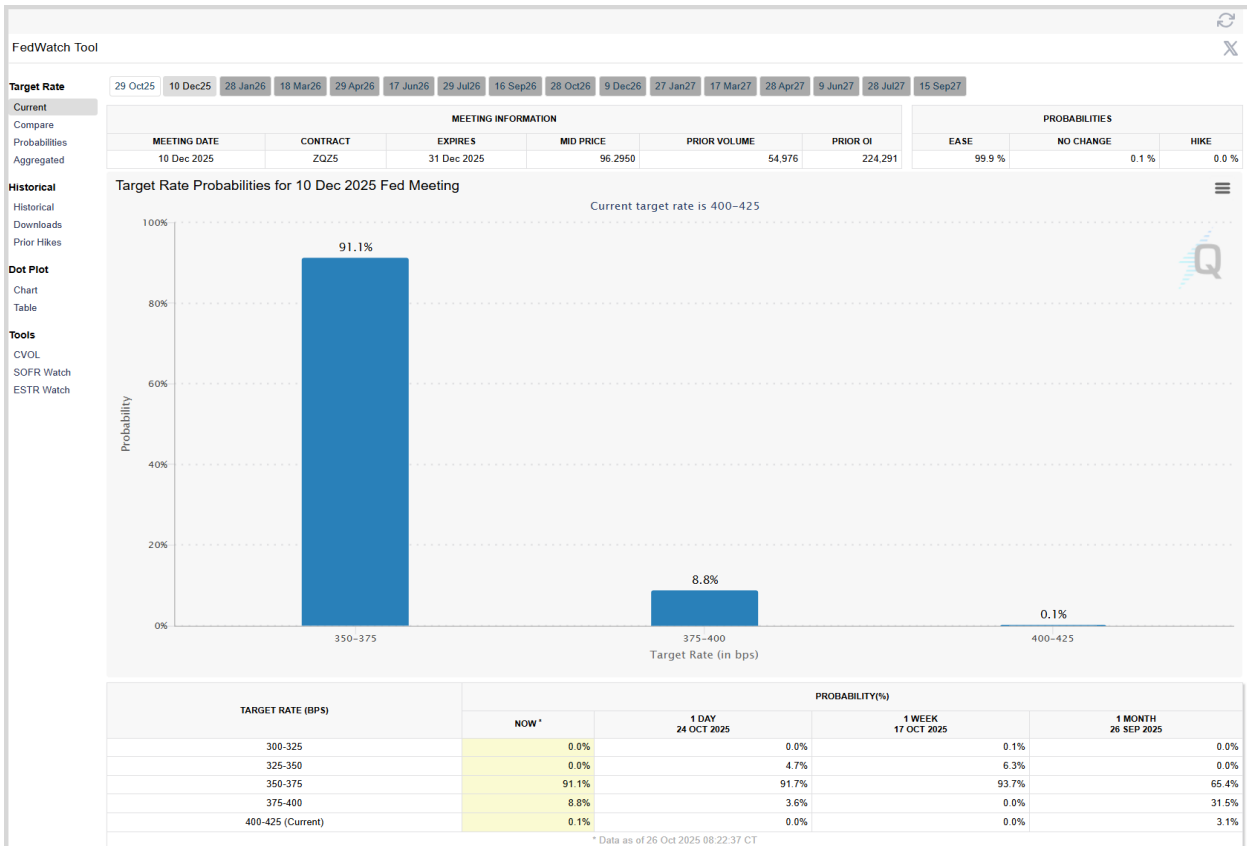 FedWatch Tool
Target Rate
Current
Compare
Probabilities
Aggregated
Historical
Historical
Downloads
Prior Hikes
Dot Plot
Chart
Table
Tools
CVOL
SOFR Watch
ESTR Watch
29 Oct25 10 Dec25 28 Jan26 18 Mar26 29 Apr26 17 Jun26 29 Jul26 16 Sep26 28 Oct26 9 Dec26 27 Jan27 17 Mar27 28 Apr27 9 Jun27 28 Jul27 15 Sep27
MEETING INFORMATION
MEETING DATE CONTRACT EXPIRES MID PRICE PRIOR VOLUME PRIOR OI
10 Dec 2025 ZQZ5 31 Dec 2025 96.2950 54,976 224,291
PROBABILITIES
EASE NO CHANGE HIKE
99.9 % 0.1 % 0.0 %
Target Rate Probabilities for 10 Dec 2025 Fed Meeting
Current target rate is 400–425
Q
Probability
100%
80%
60%
40%
20%
0%
91.1%
8.8%
0.1%
350–375 375–400 400–425
Target Rate (in bps)
TARGET RATE (BPS) PROBABILITY(%)
NOW * 1 DAY 24 OCT 2025 1 WEEK 17 OCT 2025 1 MONTH 26 SEP 2025
300-325 0.0% 0.0% 0.1% 0.0%
325-350 0.0% 4.7% 6.3% 0.0%
350-375 91.1% 91.7% 93.7% 65.4%
375-400 8.8% 3.6% 0.0% 31.5%
400-425 (Current) 0.1% 0.0% 0.0% 3.1%
* Data as of 26 Oct 2025 08:22:37 CT